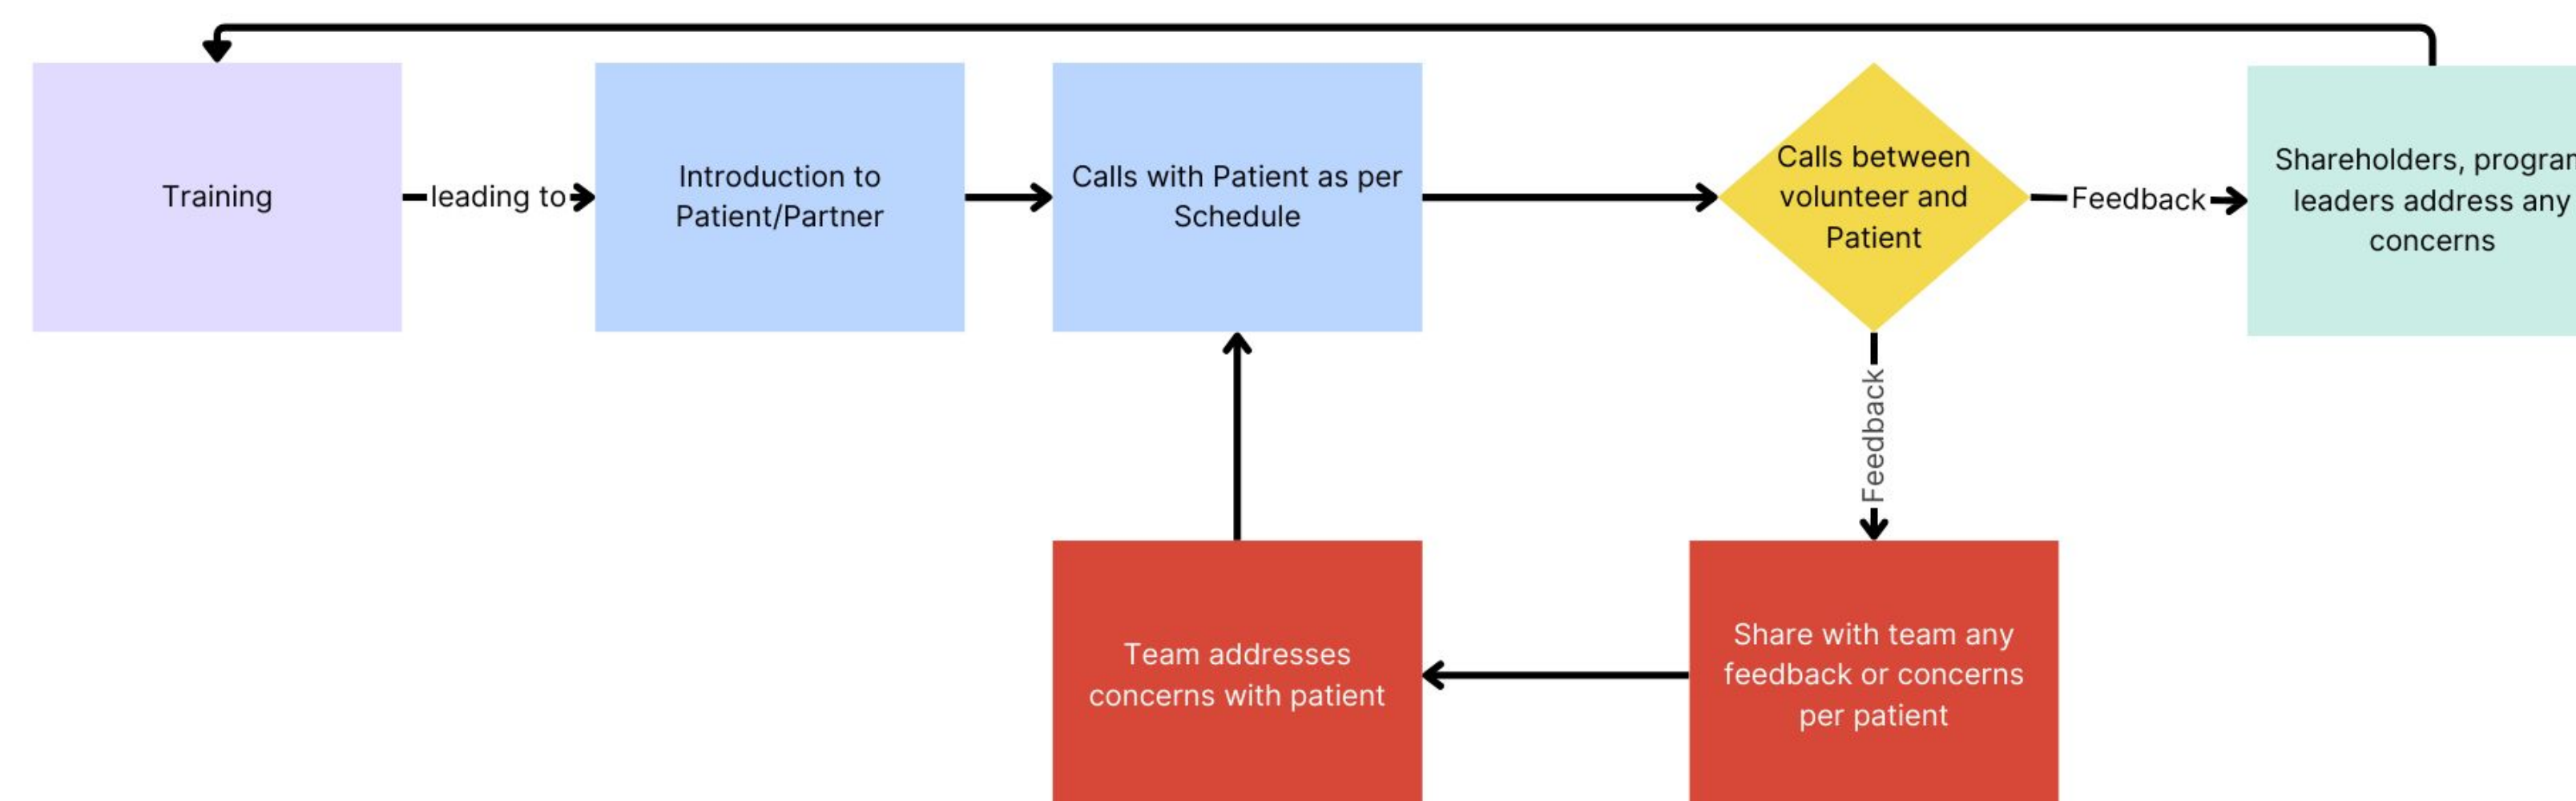 Training
leading to
Introduction to
Patient/Partner
Calls with Patient as per
Schedule
Calls between
volunteer and
Patient
Feedback
Shareholders, program
leaders address any
concerns
Feedback
Team addresses
concerns with patient
Share with team any
feedback or concerns
per patient